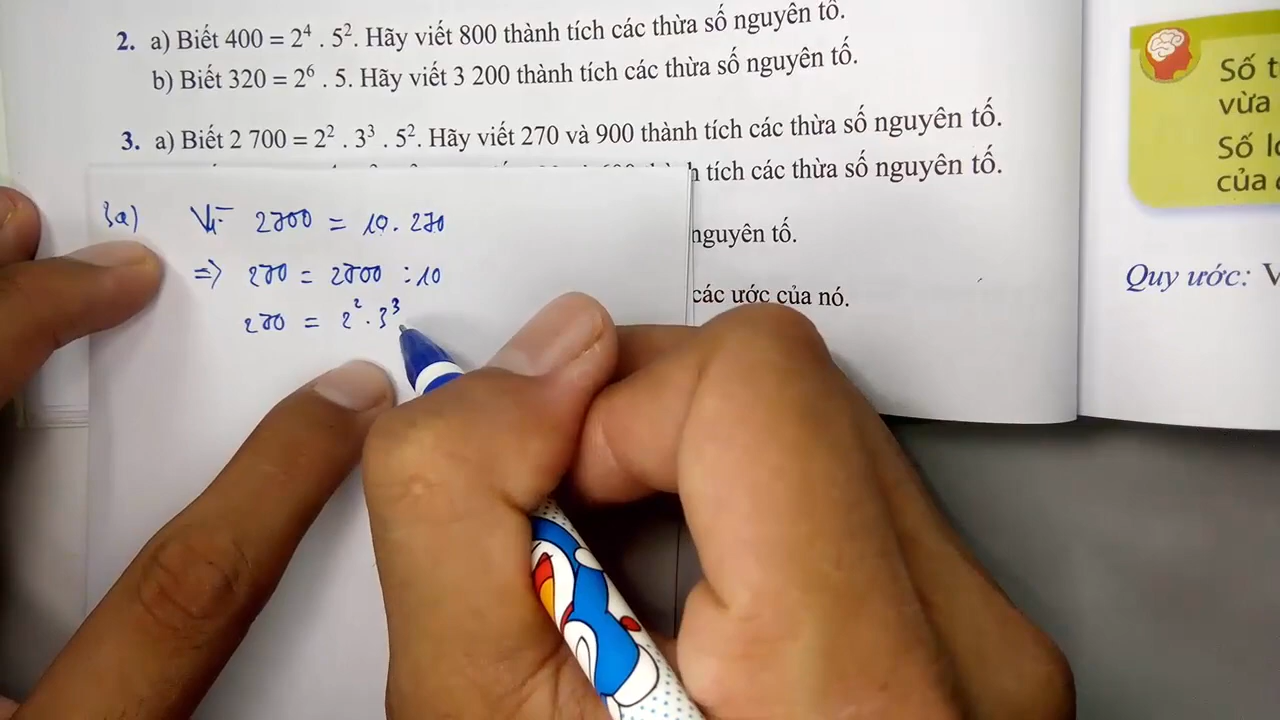 2. a) Biết 400 = 2⁴ . 5². Hãy viết 800 thành tích các thừa số nguyên tố.
b) Biết 320 = 2⁶ . 5. Hãy viết 3 200 thành tích các thừa số nguyên tố.
3. a) Biết 2 700 = 2² . 3³ . 5². Hãy viết 270 và 900 thành tích các thừa số nguyên tố.
h tích các thừa số nguyên tố.
nguyên tố.
các ước của nó.
3a) Vì 2700 = 10 . 270
=> 270 = 2700 : 10
270 = 2² . 3³
Số t
vừa
Số lo
của
Quy ước: V